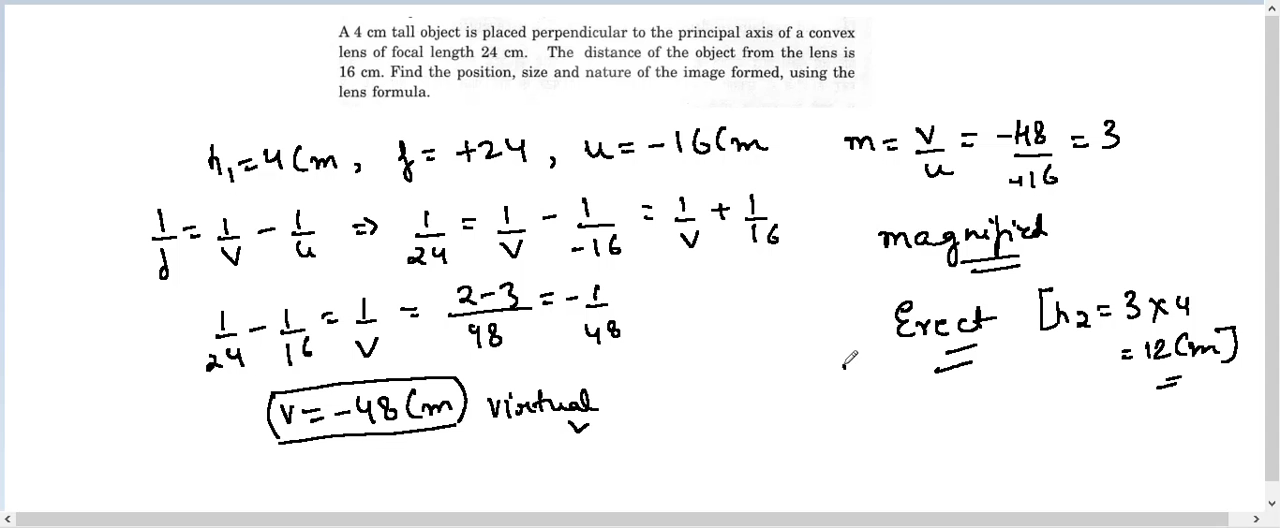 A 4 cm tall object is placed perpendicular to the principal axis of a convex
lens of focal length 24 cm. The distance of the object from the lens is
16 cm. Find the position, size and nature of the image formed, using the
lens formula.
h₁=4cm, f=+24, u=-16cm
1/f = 1/v - 1/u ⇒ 1/24 = 1/v - 1/-16 = 1/v + 1/16
1/24 - 1/16 = 1/v = 2-3/98 = -1/48
v=-48cm virtual
m = v/u = -48/-16 = 3
magnified
Erect [h₂=3×4
=12cm]